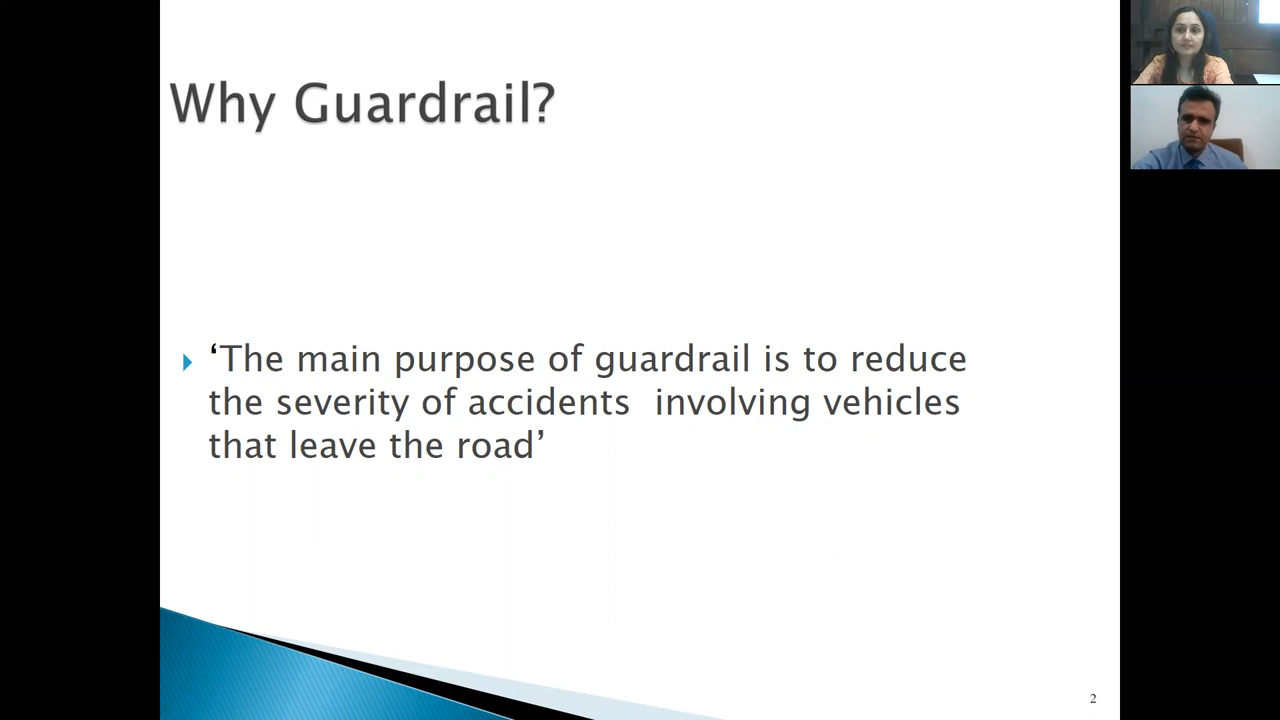 Why Guardrail?
‘The main purpose of guardrail is to reduce
the severity of accidents  involving vehicles
that leave the road’
2